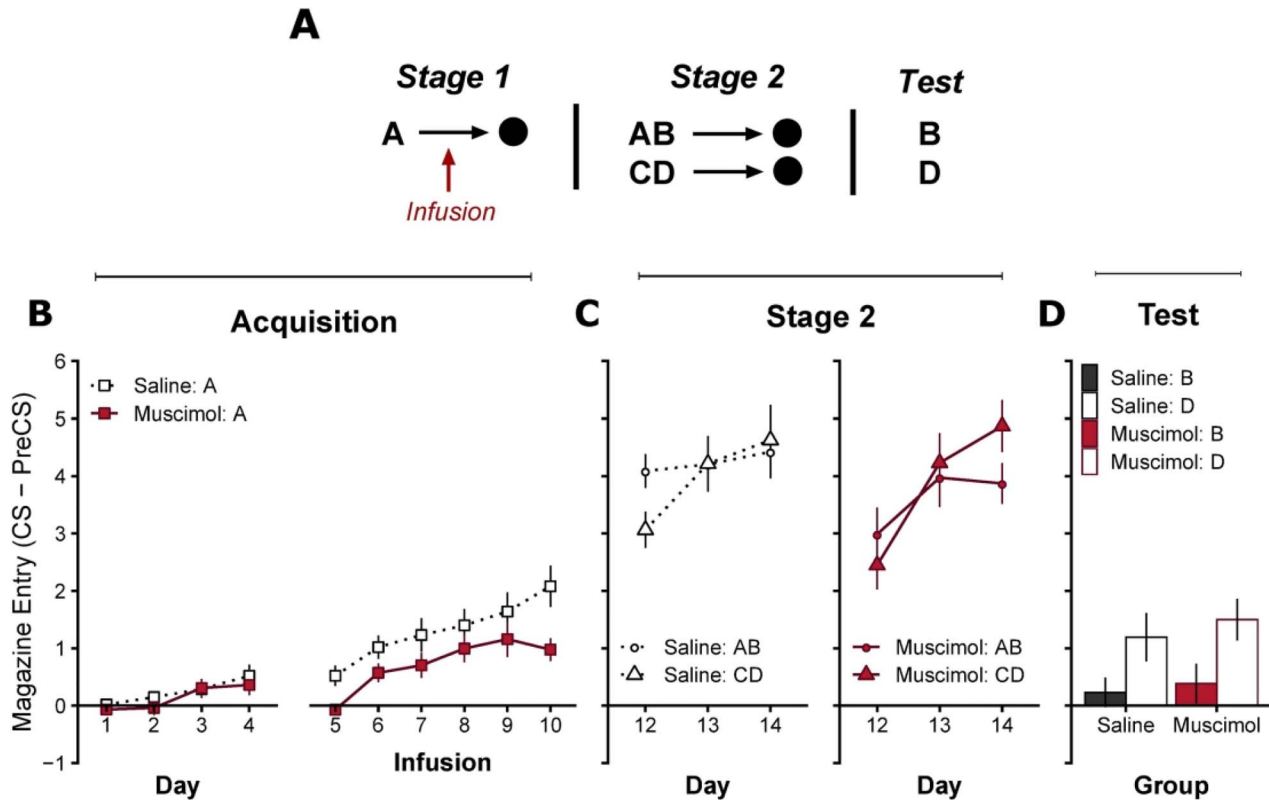 A
Stage 1
Stage 2
Test
A
AB
B
CD
D
Infusion
B
Acquisition
C
Stage 2
D
Test
Magazine Entry (CS – PreCS)
6
5
4
3
2
1
0
−1
Saline: A
Muscimol: A
1 2 3 4
5 6 7 8 9 10
Infusion
Day
Saline: AB
Saline: CD
12 13 14
Day
Muscimol: AB
Muscimol: CD
12 13 14
Day
Saline: B
Saline: D
Muscimol: B
Muscimol: D
Saline Muscimol
Group